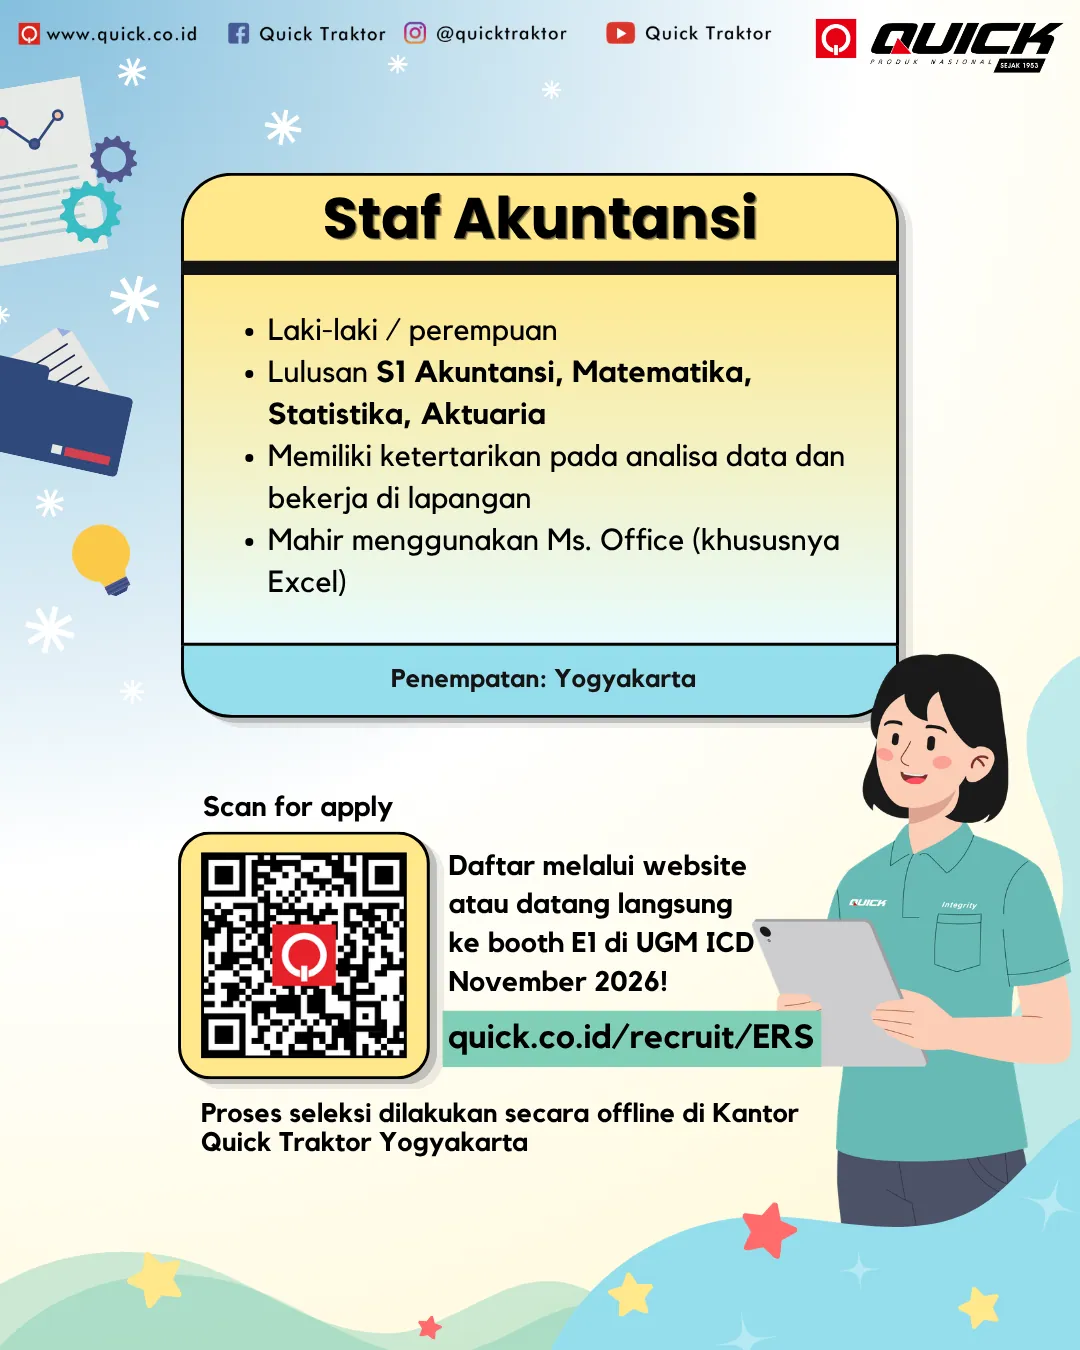 www.quick.co.id Quick Traktor @quicktraktor Quick Traktor QUICK
PRODUK NASIONAL SEJAK 1953
Staf Akuntansi
Laki-laki / perempuan
Lulusan S1 Akuntansi, Matematika,
Statistika, Aktuaria
Memiliki ketertarikan pada analisa data dan
bekerja di lapangan
Mahir menggunakan Ms. Office (khususnya
Excel)
Penempatan: Yogyakarta
Scan for apply
Daftar melalui website
atau datang langsung
ke booth E1 di UGM ICD
November 2026!
quick.co.id/recruit/ERS
QUICK Integrity
Proses seleksi dilakukan secara offline di Kantor
Quick Traktor Yogyakarta